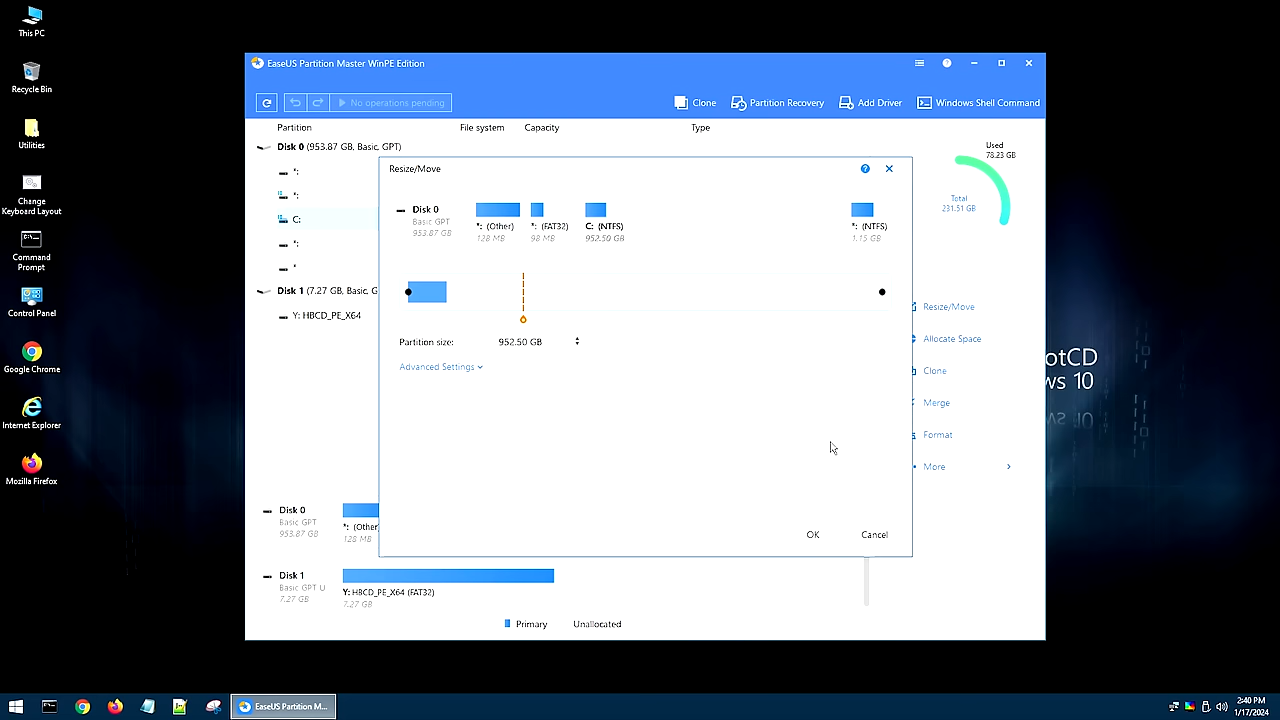 This PC
Recycle Bin
Utilities
Change
Keyboard Layout
Command
Prompt
Control Panel
Google Chrome
Internet Explorer
Mozilla Firefox
EaseUS Partition Master WinPE Edition
No operations pending
Clone
Partition Recovery
Add Driver
Windows Shell Command
Partition
File system
Capacity
Type
Disk 0 (953.87 GB, Basic, GPT)
*:
*:
C:
*:
*
Disk 1 (7.27 GB, Basic, G
Y: HBCD_PE_X64
Used
78.23 GB
Total
231.51 GB
Resize/Move
Disk 0
Basic GPT
953.87 GB
*: (Other)
128 MB
*: (FAT32)
98 MB
C: (NTFS)
952.50 GB
*: (NTFS)
1.15 GB
Partition size:
952.50 GB
Advanced Settings
OK
Cancel
Resize/Move
Allocate Space
Clone
Merge
Format
More
otCD
ws 10
Disk 0
Basic GPT
953.87 GB
*: (Other
128 MB
Disk 1
Basic GPT U
7.27 GB
Y: HBCD_PE_X64 (FAT32)
7.27 GB
Primary
Unallocated
EaseUS Partition M...
2:40 PM
1/17/2024